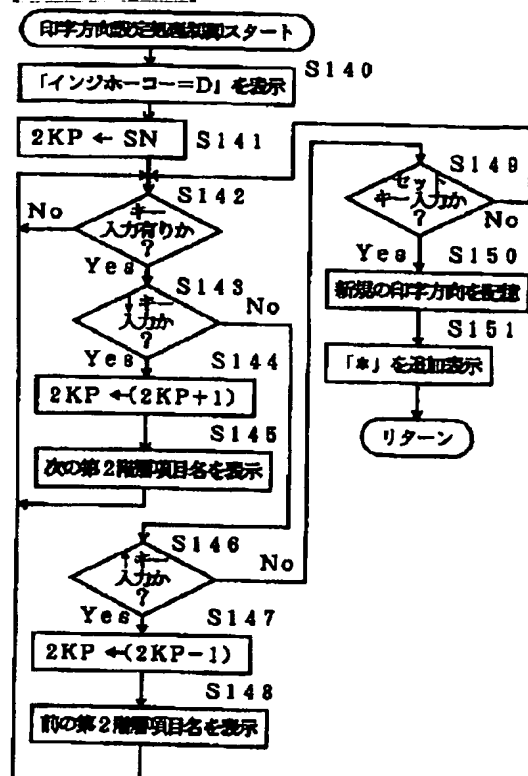 印字方向設定処理制御スタート
「インジホーコー=D」を表示
S140
2KP ← SN
S141
S142
キー
入力有りか
?
No
Yes
S143
↓キー
入力か
?
No
Yes
S144
2KP ←(2KP+1)
S145
次の第2階層項目名を表示
S146
↑キー
入力か
?
No
Yes
S147
2KP ←(2KP-1)
S148
前の第2階層項目名を表示
S149
セット
キー入力か
?
No
Yes
S150
新規の印字方向を記憶
S151
「*」を追加表示
リターン